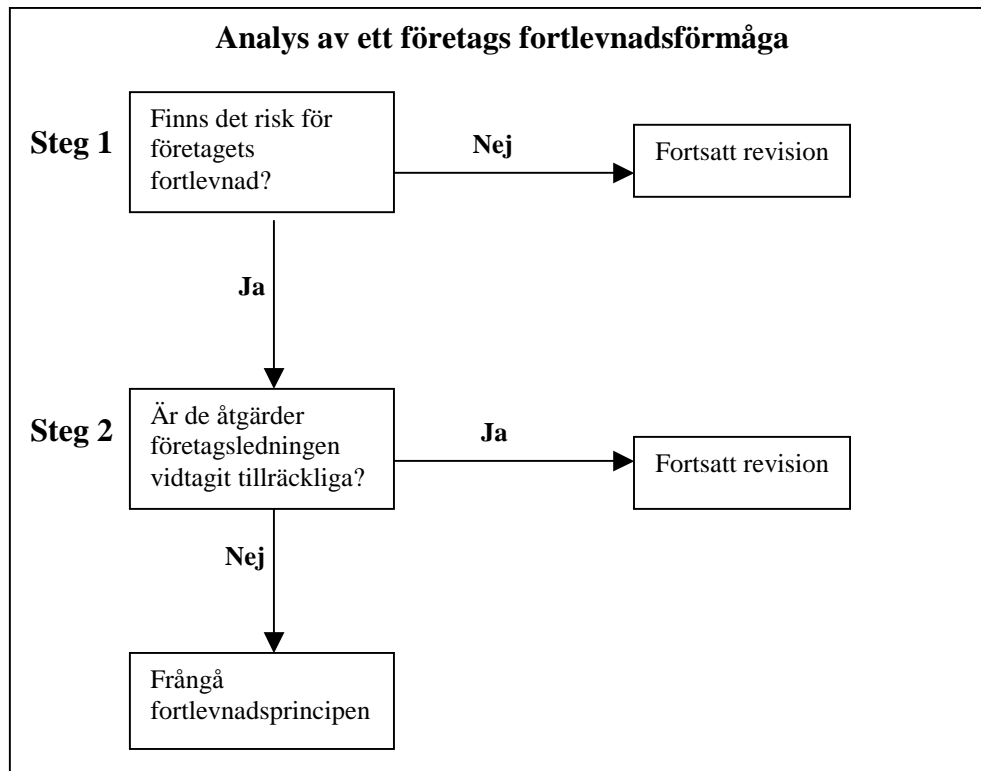 Analys av ett företags fortlevnadsförmåga
Steg 1
Finns det risk för
företagets
fortlevnad?
Nej
Fortsatt revision
Ja
Steg 2
Är de åtgärder
företagsledningen
vidtagit tillräckliga?
Ja
Fortsatt revision
Nej
Frångå
fortlevnadsprincipen